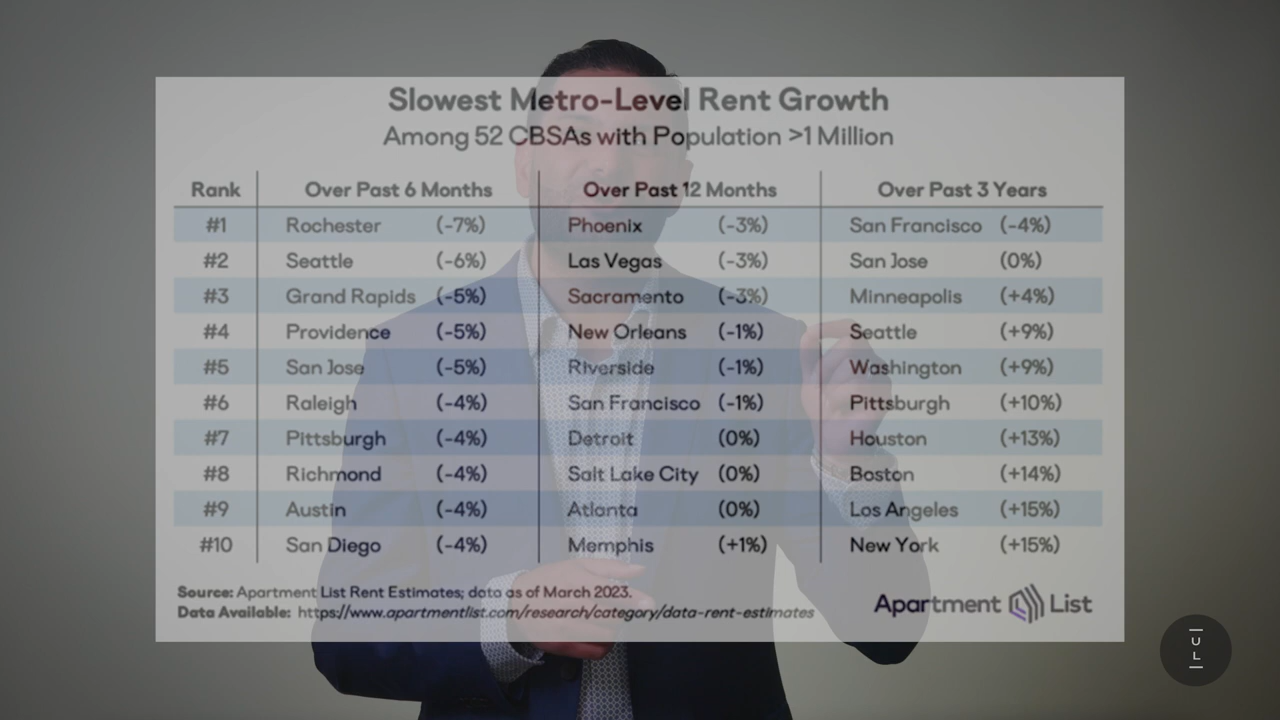 Slowest Metro-Level Rent Growth
Among 52 CBSAs with Population >1 Million
Rank Over Past 6 Months Over Past 12 Months Over Past 3 Years
#1 Rochester (-7%) Phoenix (-3%) San Francisco (-4%)
#2 Seattle (-6%) Las Vegas (-3%) San Jose (0%)
#3 Grand Rapids (-5%) Sacramento (-3%) Minneapolis (+4%)
#4 Providence (-5%) New Orleans (-1%) Seattle (+9%)
#5 San Jose (-5%) Riverside (-1%) Washington (+9%)
#6 Raleigh (-4%) San Francisco (-1%) Pittsburgh (+10%)
#7 Pittsburgh (-4%) Detroit (0%) Houston (+13%)
#8 Richmond (-4%) Salt Lake City (0%) Boston (+14%)
#9 Austin (-4%) Atlanta (0%) Los Angeles (+15%)
#10 San Diego (-4%) Memphis (+1%) New York (+15%)
Source: Apartment List Rent Estimates; data as of March 2023.
Data Available: https://www.apartmentlist.com/research/category/data-rent-estimates
Apartment List
U
L